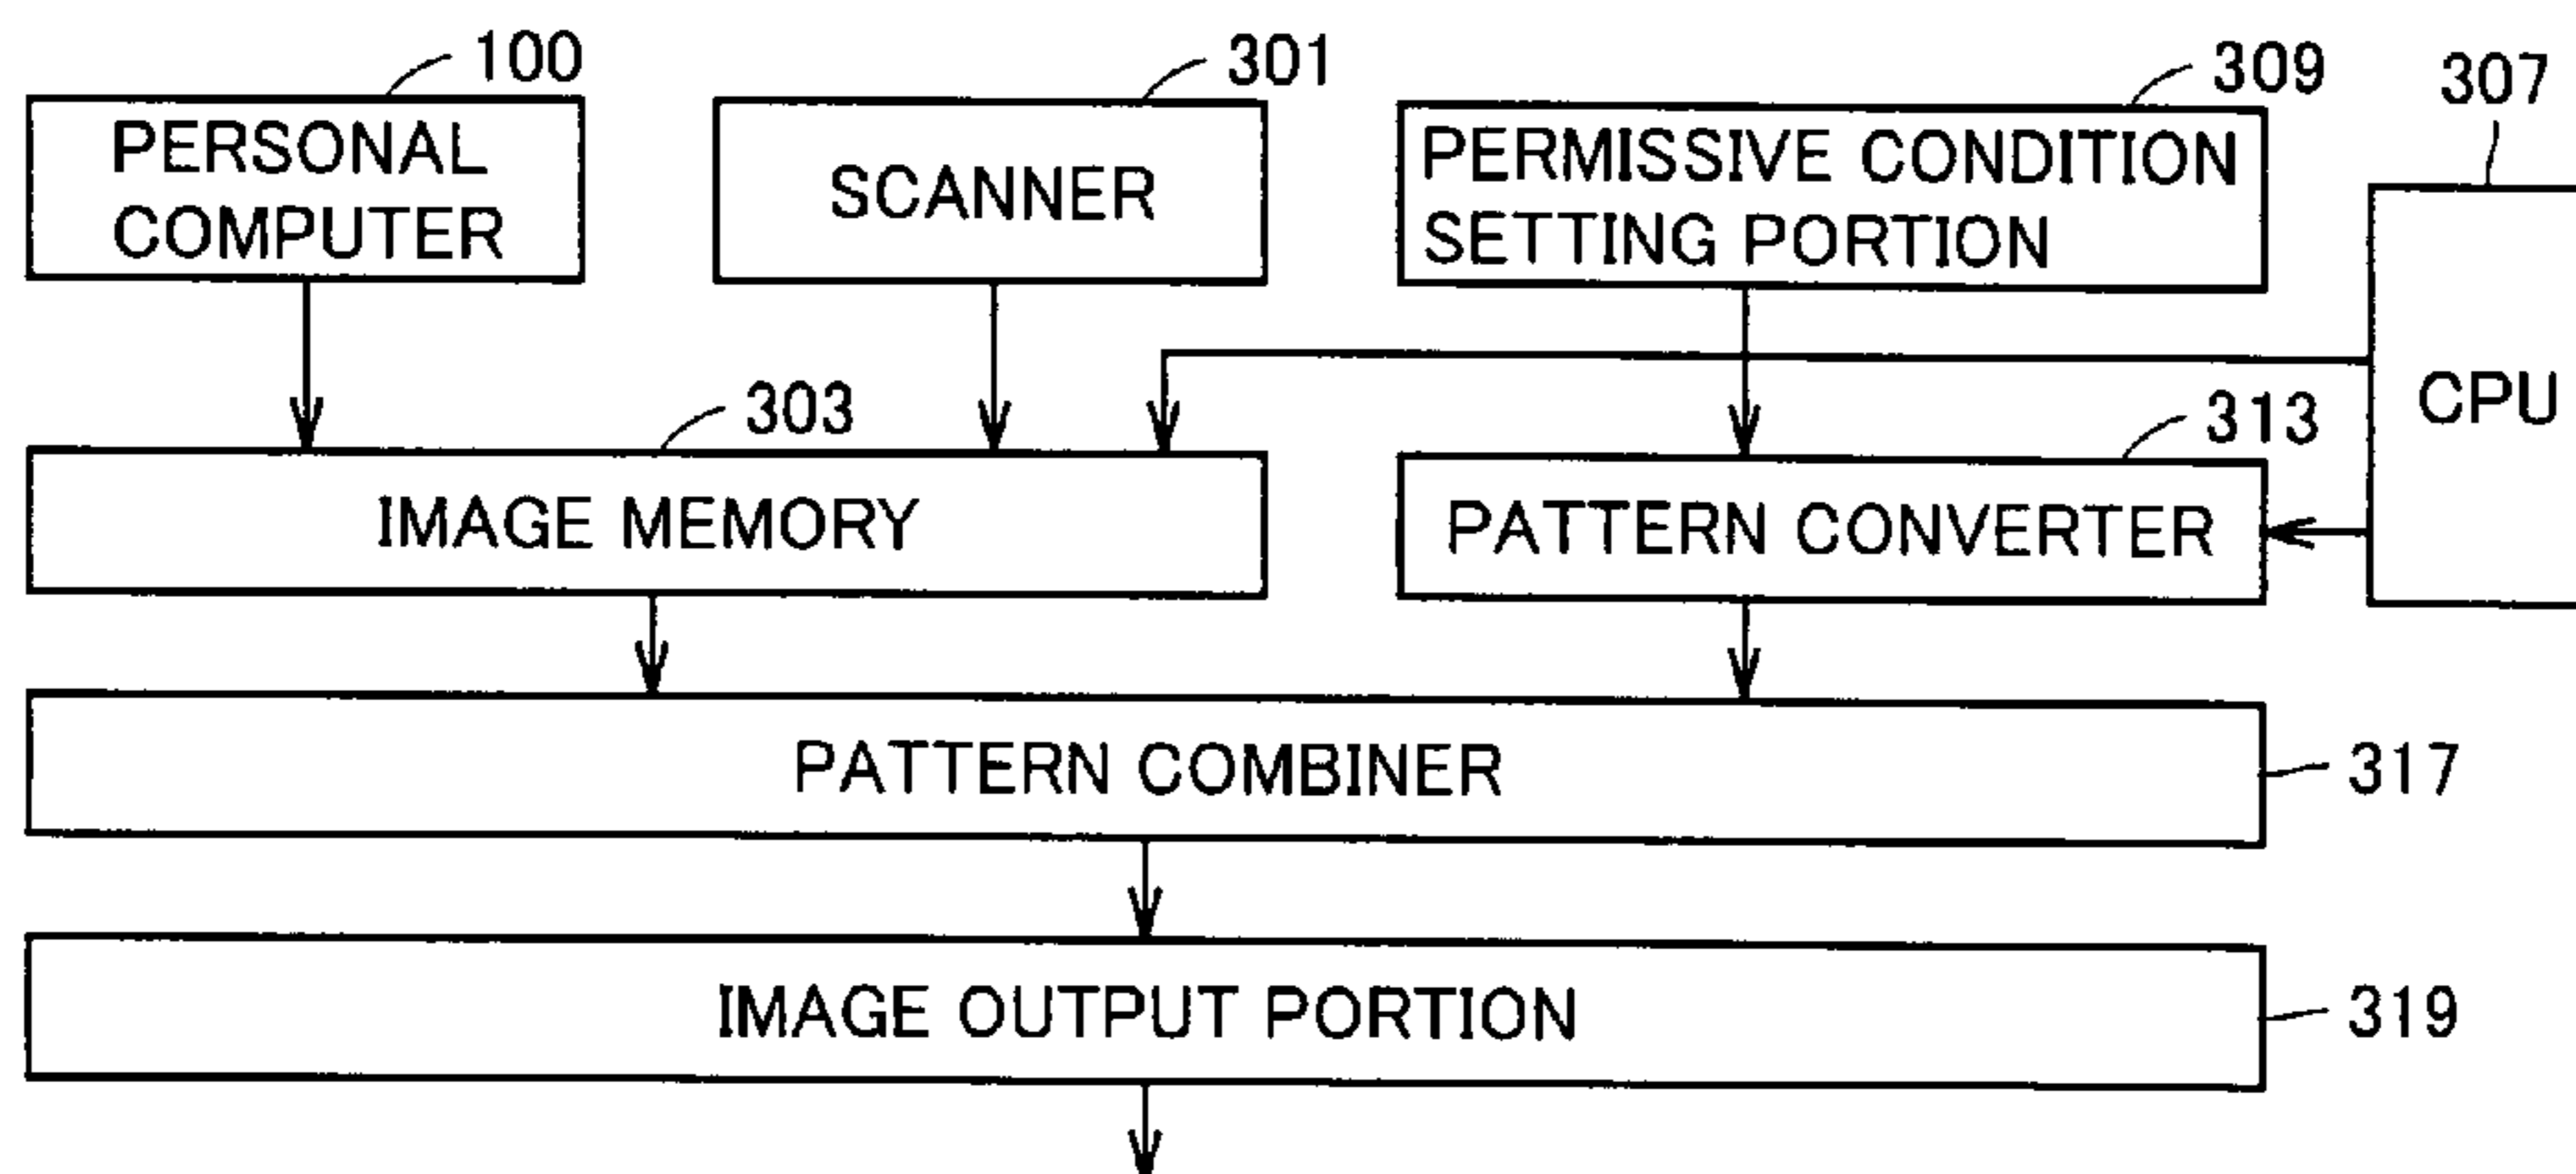 100
301
309
307
PERSONAL
COMPUTER
SCANNER
PERMISSIVE CONDITION
SETTING PORTION
CPU
303
313
IMAGE MEMORY
PATTERN CONVERTER
PATTERN COMBINER
317
IMAGE OUTPUT PORTION
319